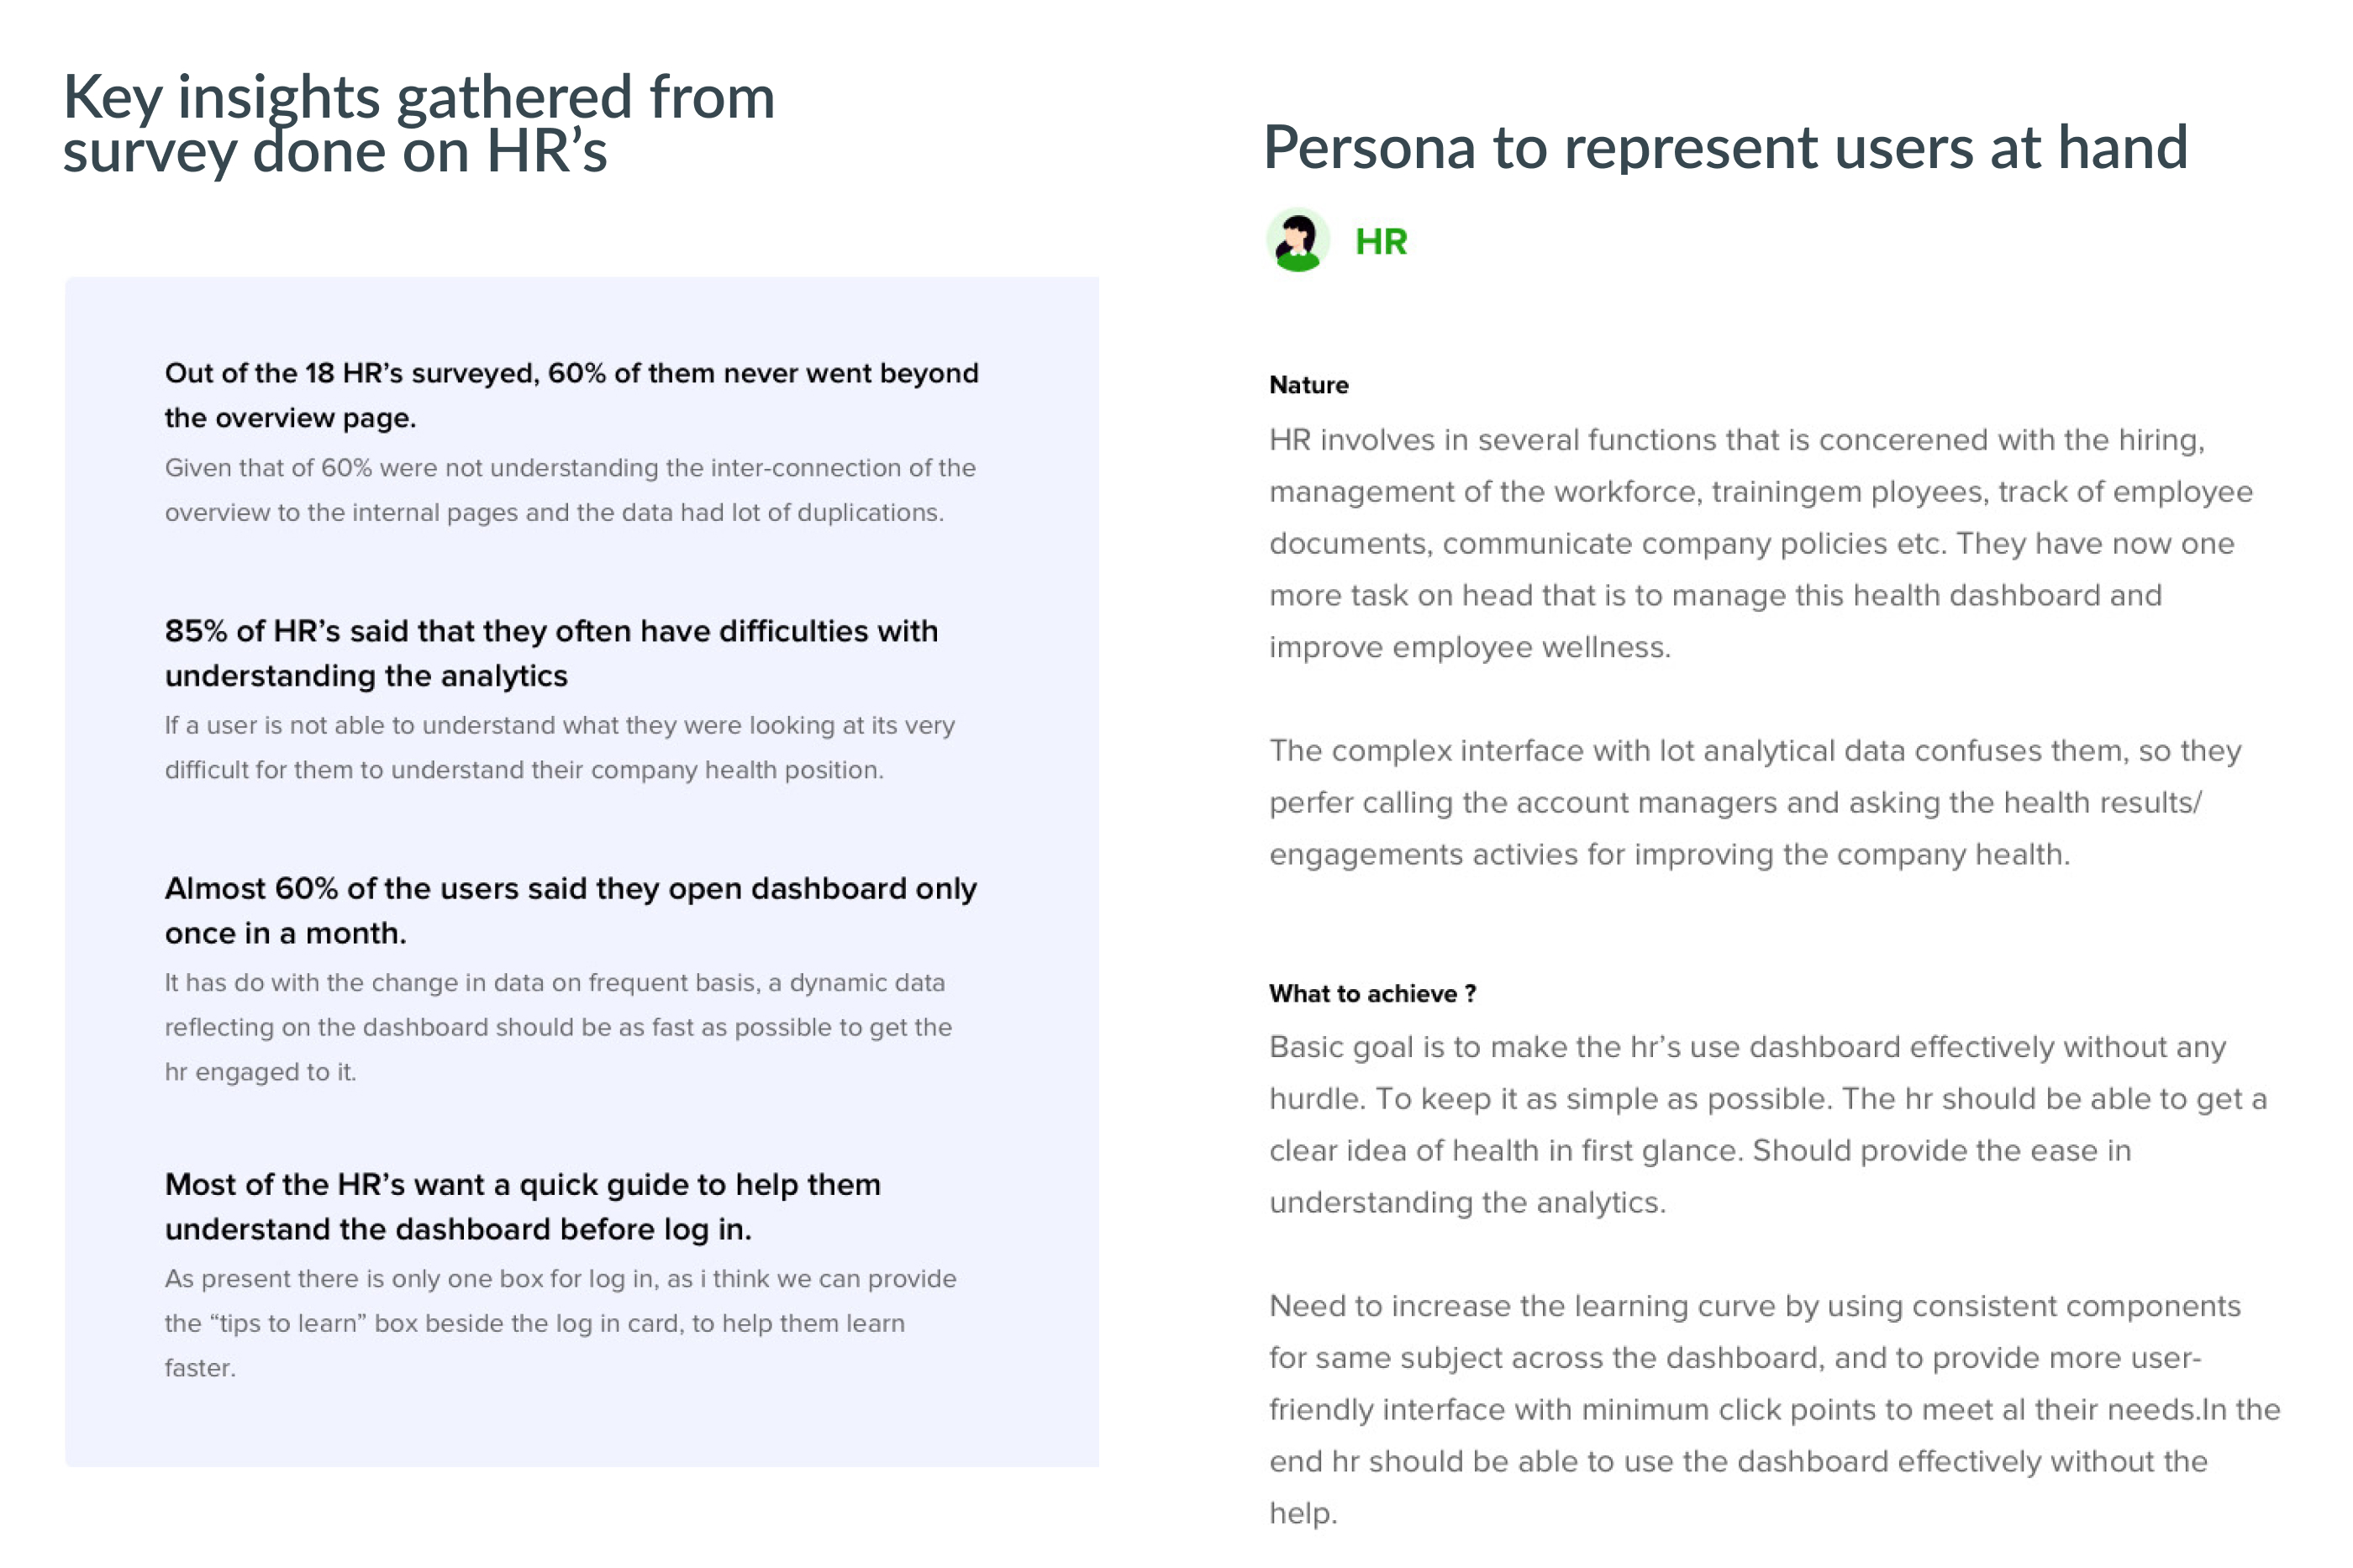 Key insights gathered from
survey done on HR’s
Out of the 18 HR’s surveyed, 60% of them never went beyond
the overview page.
Given that of 60% were not understanding the inter-connection of the
overview to the internal pages and the data had lot of duplications.
85% of HR’s said that they often have difficulties with
understanding the analytics
If a user is not able to understand what they were looking at its very
difficult for them to understand their company health position.
Almost 60% of the users said they open dashboard only
once in a month.
It has do with the change in data on frequent basis, a dynamic data
reflecting on the dashboard should be as fast as possible to get the
hr engaged to it.
Most of the HR’s want a quick guide to help them
understand the dashboard before log in.
As present there is only one box for log in, as i think we can provide
the “tips to learn” box beside the log in card, to help them learn
faster.
Persona to represent users at hand
HR
Nature
HR involves in several functions that is concerened with the hiring,
management of the workforce, trainingem ployees, track of employee
documents, communicate company policies etc. They have now one
more task on head that is to manage this health dashboard and
improve employee wellness.
The complex interface with lot analytical data confuses them, so they
perfer calling the account managers and asking the health results/
engagements activies for improving the company health.
What to achieve ?
Basic goal is to make the hr’s use dashboard effectively without any
hurdle. To keep it as simple as possible. The hr should be able to get a
clear idea of health in first glance. Should provide the ease in
understanding the analytics.
Need to increase the learning curve by using consistent components
for same subject across the dashboard, and to provide more user-
friendly interface with minimum click points to meet al their needs.In the
end hr should be able to use the dashboard effectively without the
help.